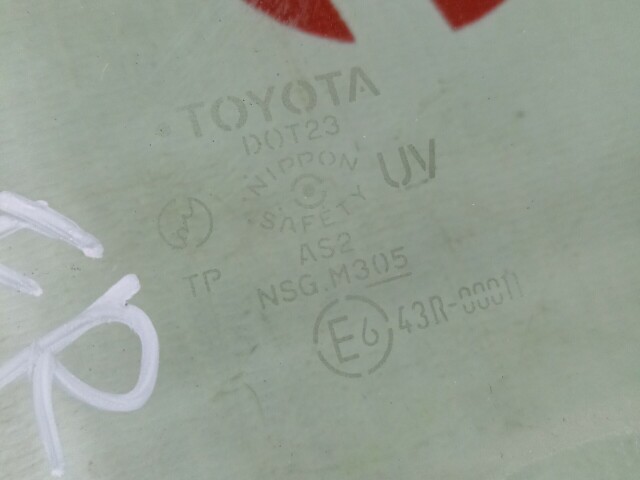 TOYOTA
DOT23
NIPPON
SAFETY
UV
TP
AS2
NSG.M305
E6 43R-00011
R